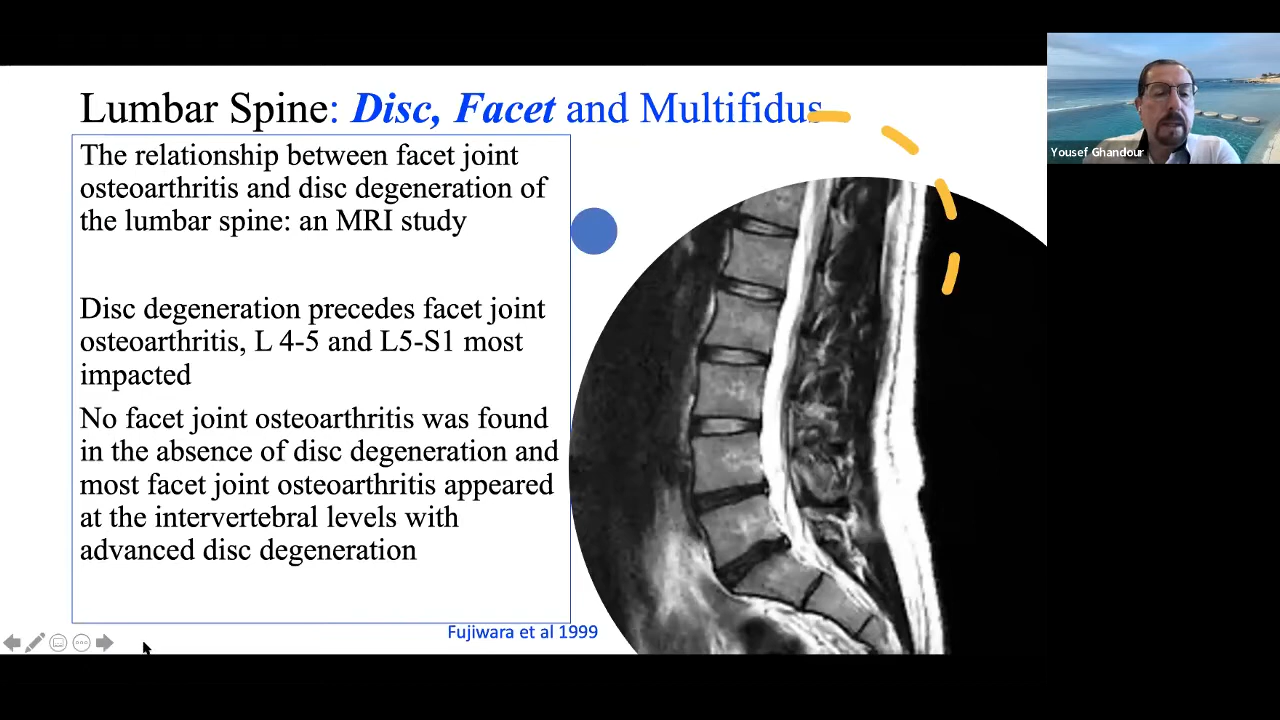 Lumbar Spine: Disc, Facet and Multifidus
The relationship between facet joint
osteoarthritis and disc degeneration of
the lumbar spine: an MRI study
Disc degeneration precedes facet joint
osteoarthritis, L 4-5 and L5-S1 most
impacted
No facet joint osteoarthritis was found
in the absence of disc degeneration and
most facet joint osteoarthritis appeared
at the intervertebral levels with
advanced disc degeneration
Fujiwara et al 1999
Yousef Ghandour